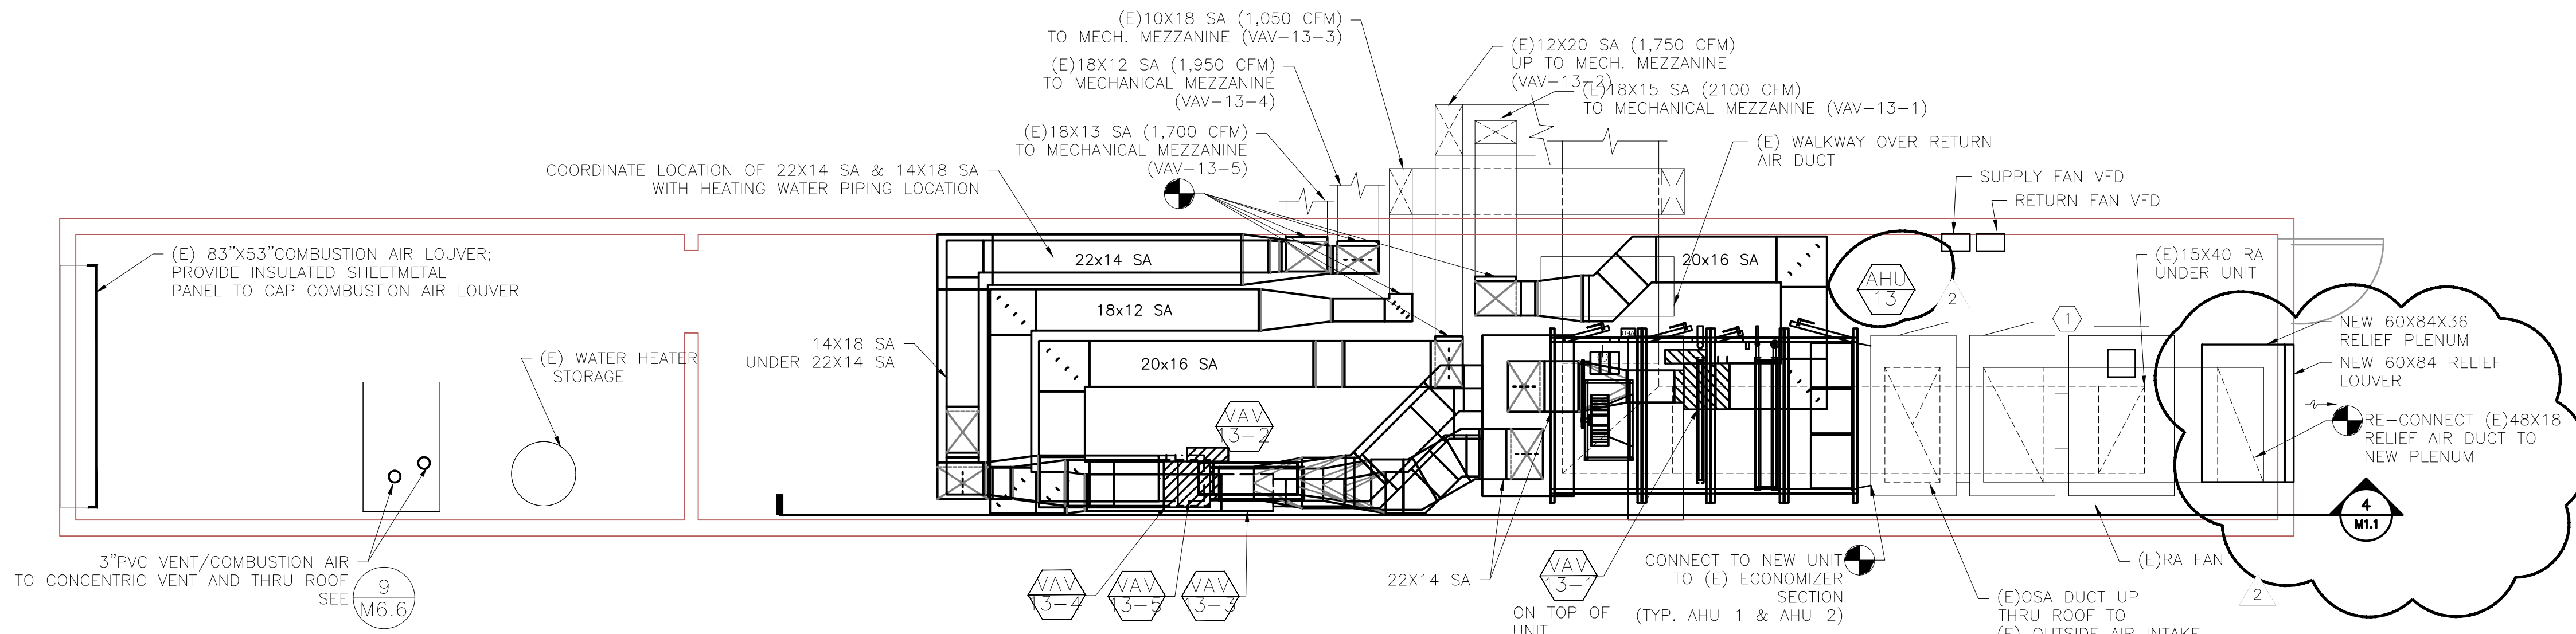 (E)10X18 SA (1,050 CFM)
TO MECH. MEZZANINE (VAV-13-3)
(E)18X12 SA (1,950 CFM)
TO MECHANICAL MEZZANINE
(VAV-13-4)
(E)18X13 SA (1,700 CFM)
TO MECHANICAL MEZZANINE
(VAV-13-5)
(E)12X20 SA (1,750 CFM)
UP TO MECH. MEZZANINE
(VAV-13-2)
(E)18X15 SA (2100 CFM)
TO MECHANICAL MEZZANINE (VAV-13-1)
(E) WALKWAY OVER RETURN
AIR DUCT
COORDINATE LOCATION OF 22X14 SA & 14X18 SA
WITH HEATING WATER PIPING LOCATION
SUPPLY FAN VFD
RETURN FAN VFD
(E) 83"X53"COMBUSTION AIR LOUVER;
PROVIDE INSULATED SHEETMETAL
PANEL TO CAP COMBUSTION AIR LOUVER
22x14 SA
20x16 SA
(E)15X40 RA
UNDER UNIT
AHU
13
2
18x12 SA
1
NEW 60X84X36
RELIEF PLENUM
14X18 SA
UNDER 22X14 SA
(E) WATER HEATER
STORAGE
20x16 SA
VFD
NEW 60X84 RELIEF
LOUVER
VAV
13-2
RE-CONNECT (E)48X18
RELIEF AIR DUCT TO
NEW PLENUM
4
M1.1
3"PVC VENT/COMBUSTION AIR
TO CONCENTRIC VENT AND THRU ROOF
SEE
9
M6.6
VAV
13-4
VAV
13-5
VAV
13-3
22X14 SA
VAV
13-1
ON TOP OF
UNIT
CONNECT TO NEW UNIT
TO (E) ECONOMIZER
SECTION
(TYP. AHU-1 & AHU-2)
(E)RA FAN
(E)OSA DUCT UP
THRU ROOF TO
(E) OUTSIDE AIR INTAKE
2